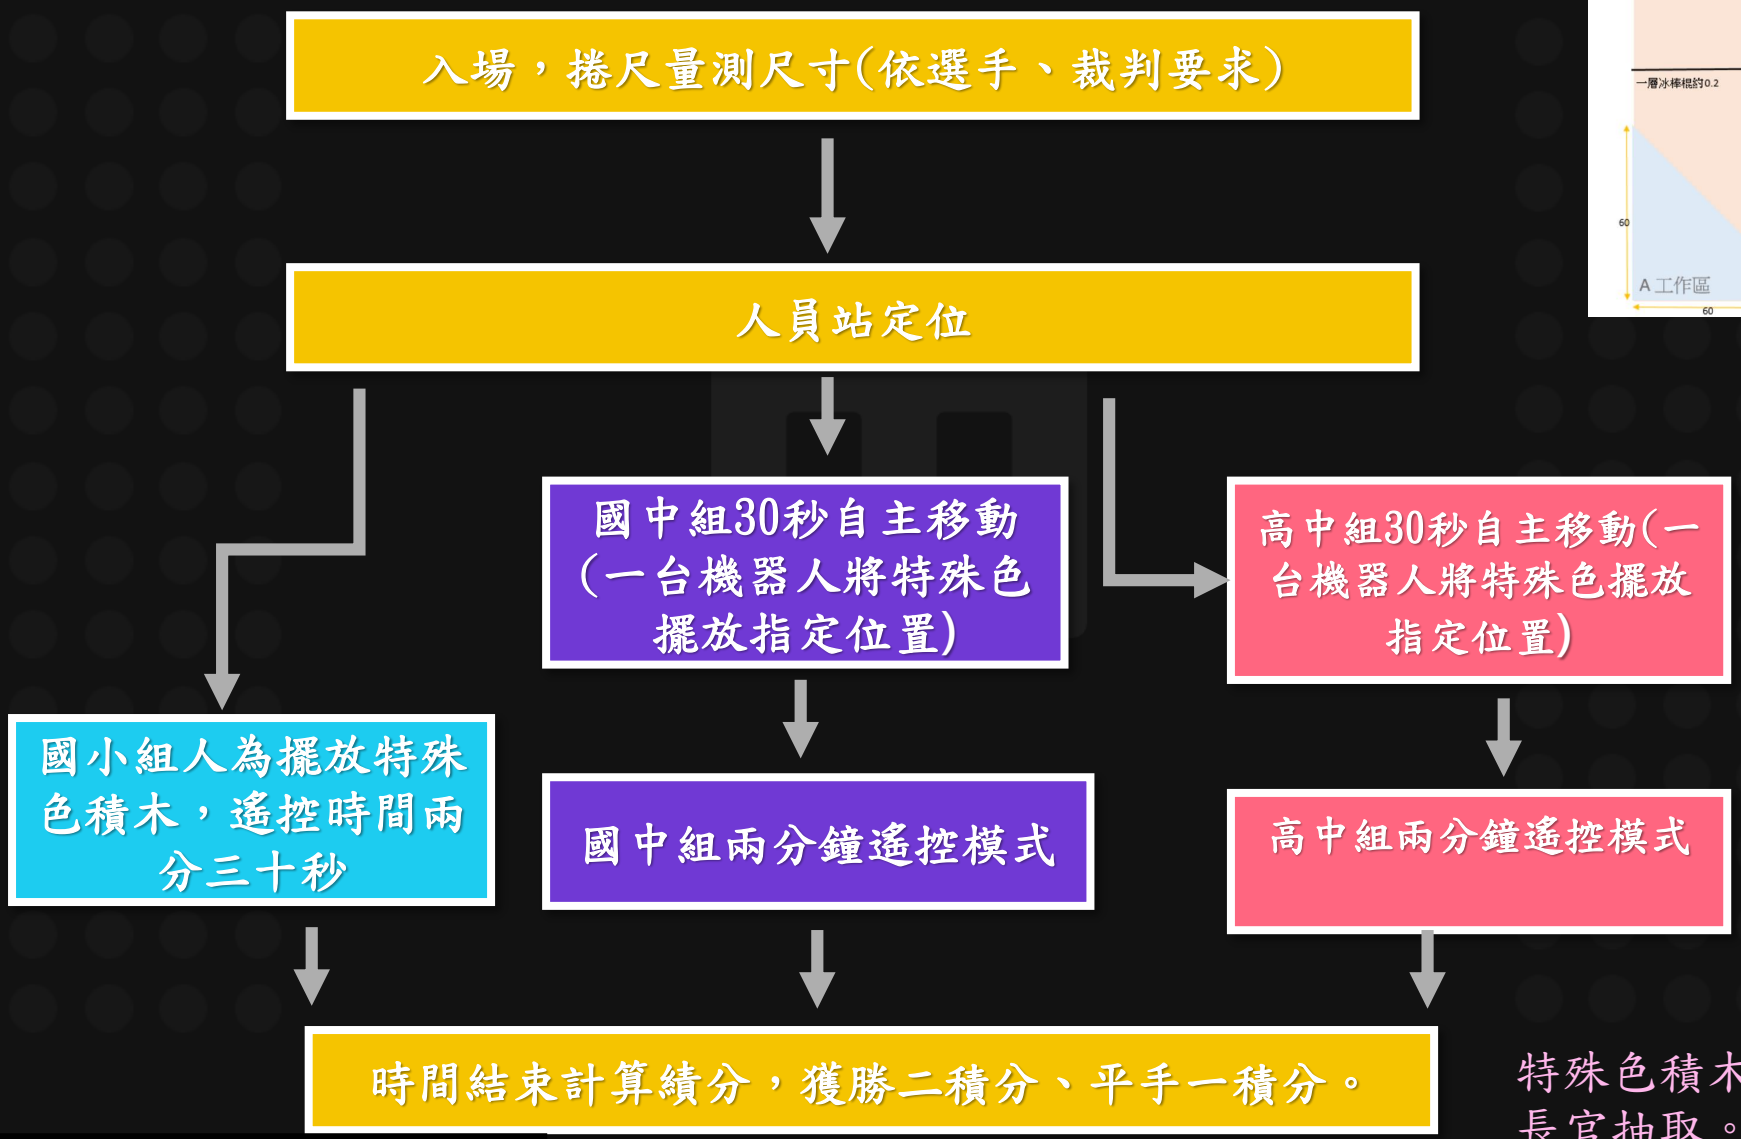 入場，捲尺量測尺寸(依選手、裁判要求)
一層冰棒棍約0.2
60
A 工作區
60
人員站定位
國中組30秒自主移動
(一台機器人將特殊色
擺放指定位置)
高中組30秒自主移動(一
台機器人將特殊色擺放
指定位置)
國小組人為擺放特殊
色積木，遙控時間兩
分三十秒
國中組兩分鐘遙控模式
高中組兩分鐘遙控模式
時間結束計算績分，獲勝二積分、平手一積分。
特殊色積木
長官抽取。